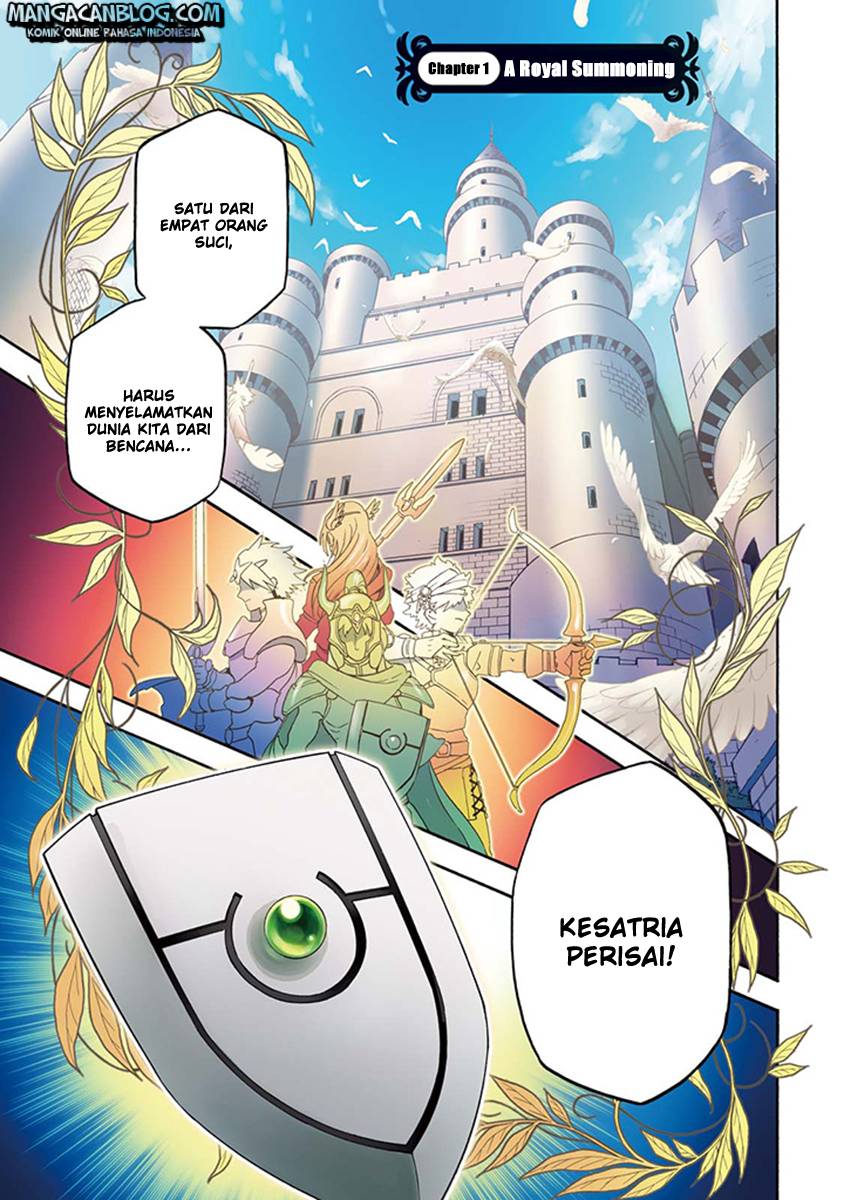 MANGACANBLOG.COM
KOMIK ONLINE BAHASA INDONESIA
Chapter 1 A Royal Summoning
SATU DARI
EMPAT ORANG
SUCI,
HARUS
MENYELAMATKAN
DUNIA KITA DARI
BENCANA...
KESATRIA
PERISAI!